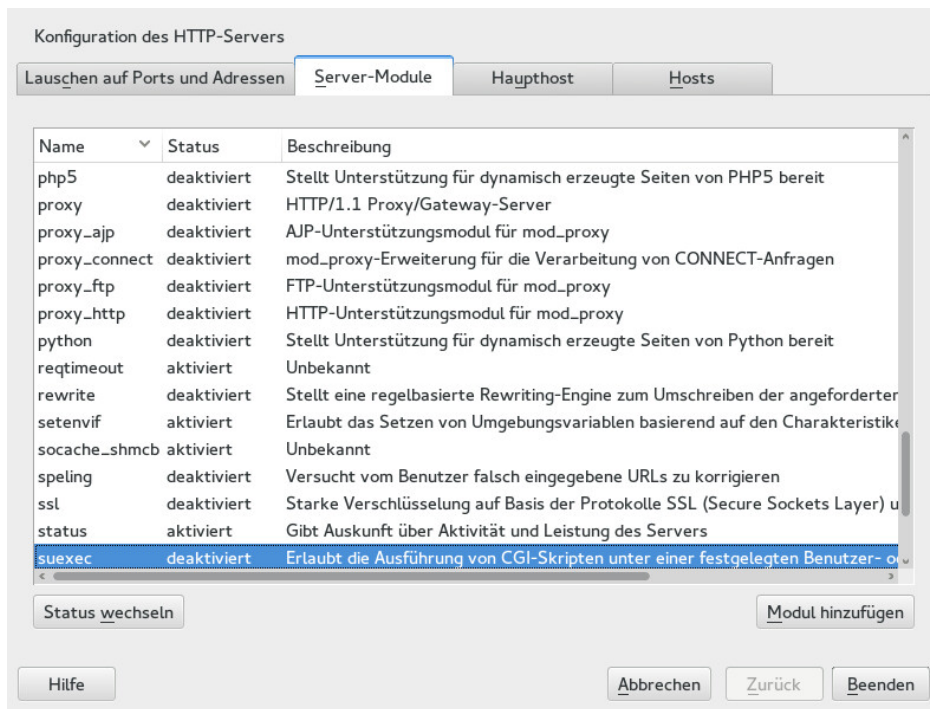 Konfiguration des HTTP-Servers
Lauschen auf Ports und Adressen Server-Module Haupthost Hosts
Name Status Beschreibung
php5 deaktiviert Stellt Unterstützung für dynamisch erzeugte Seiten von PHP5 bereit
proxy deaktiviert HTTP/1.1 Proxy/Gateway-Server
proxy_ajp deaktiviert AJP-Unterstützungsmodul für mod_proxy
proxy_connect deaktiviert mod_proxy-Erweiterung für die Verarbeitung von CONNECT-Anfragen
proxy_ftp deaktiviert FTP-Unterstützungsmodul für mod_proxy
proxy_http deaktiviert HTTP-Unterstützungsmodul für mod_proxy
python deaktiviert Stellt Unterstützung für dynamisch erzeugte Seiten von Python bereit
reqtimeout aktiviert Unbekannt
rewrite deaktiviert Stellt eine regelbasierte Rewriting-Engine zum Umschreiben der angeforderter
setenvif aktiviert Erlaubt das Setzen von Umgebungsvariablen basierend auf den Charakteristike
socache_shmcb aktiviert Unbekannt
speling deaktiviert Versucht vom Benutzer falsch eingegebene URLs zu korrigieren
ssl deaktiviert Starke Verschlüsselung auf Basis der Protokolle SSL (Secure Sockets Layer) u
status aktiviert Gibt Auskunft über Aktivität und Leistung des Servers
suexec deaktiviert Erlaubt die Ausführung von CGI-Skripten unter einer festgelegten Benutzer- o
Status wechseln Modul hinzufügen
Hilfe Abbrechen Zurück Beenden